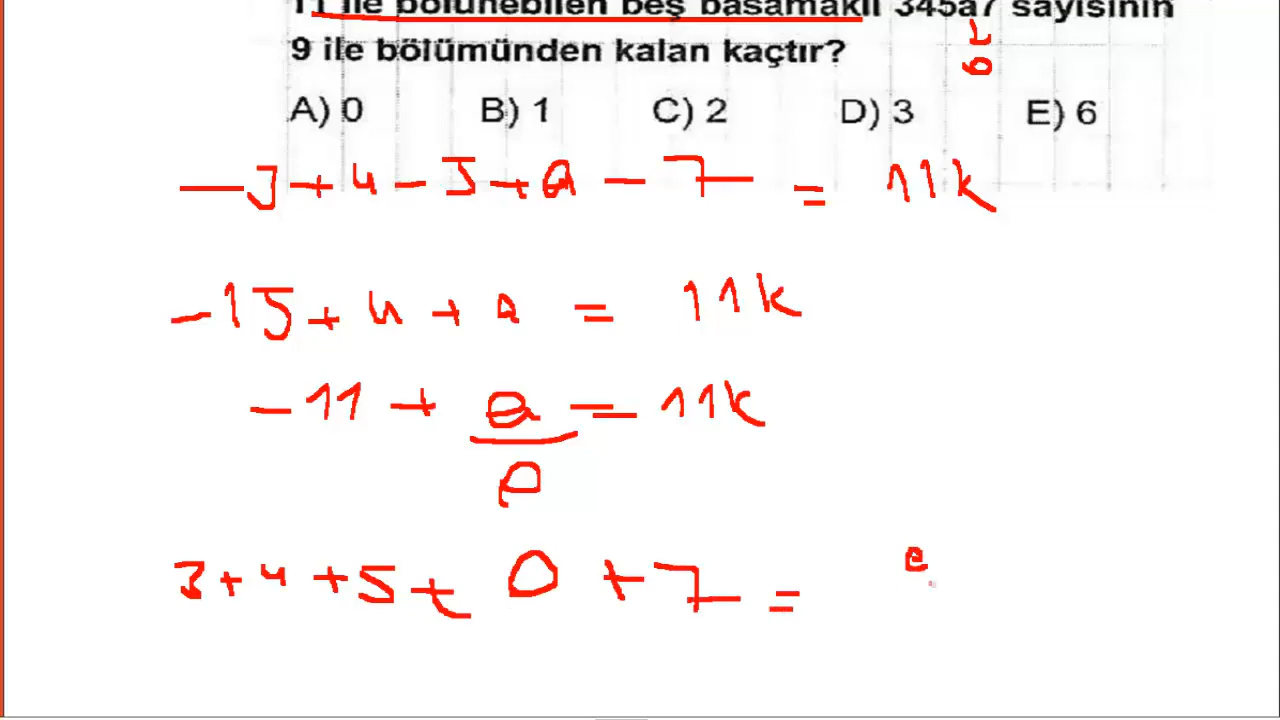 11 ile bölünebilen beş basamaklı 345a7 sayısının
0
9 ile bölümünden kalan kaçtır?
A) 0 B) 1 C) 2 D) 3 E) 6
-3+4-5+a-7 = 11k
-15+4+a = 11k
-11+a = 11k
0
3+4+5+0+7=